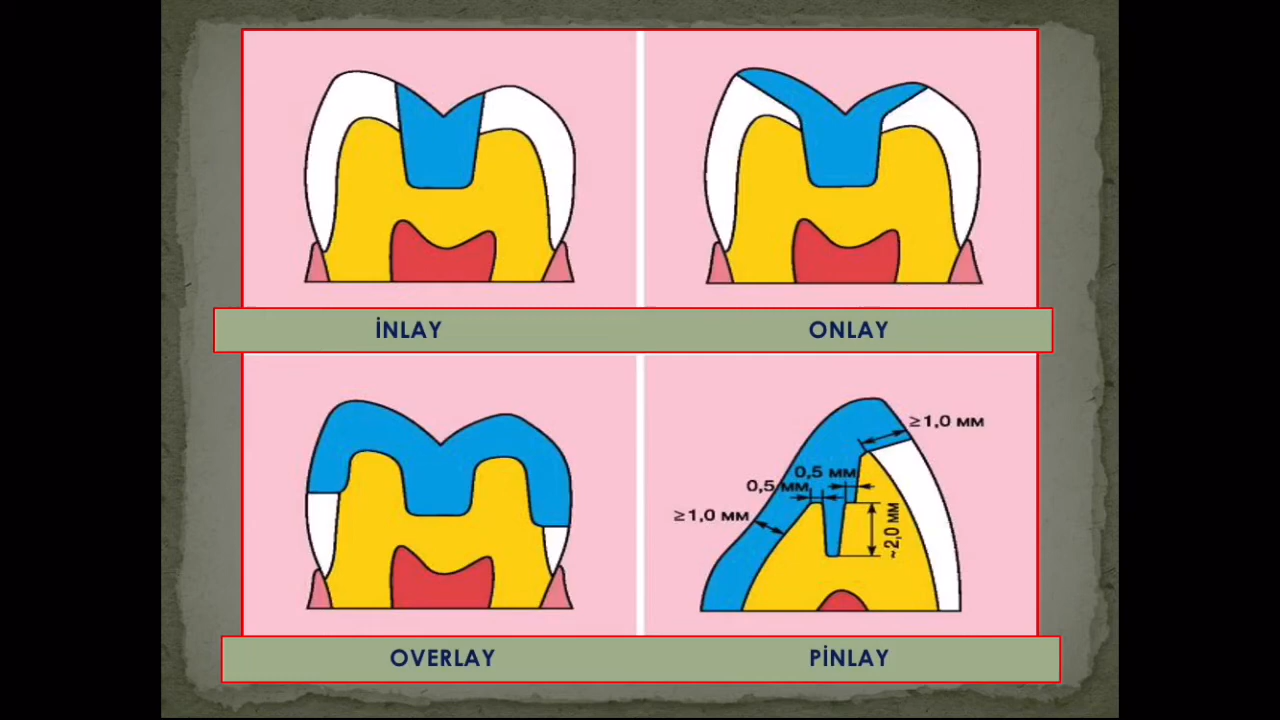 İNLAY
ONLAY
≥1,0 мм
0,5 мм
0,5 мм
≥1,0 мм
~2,0 мм
OVERLAY
PİNLAY